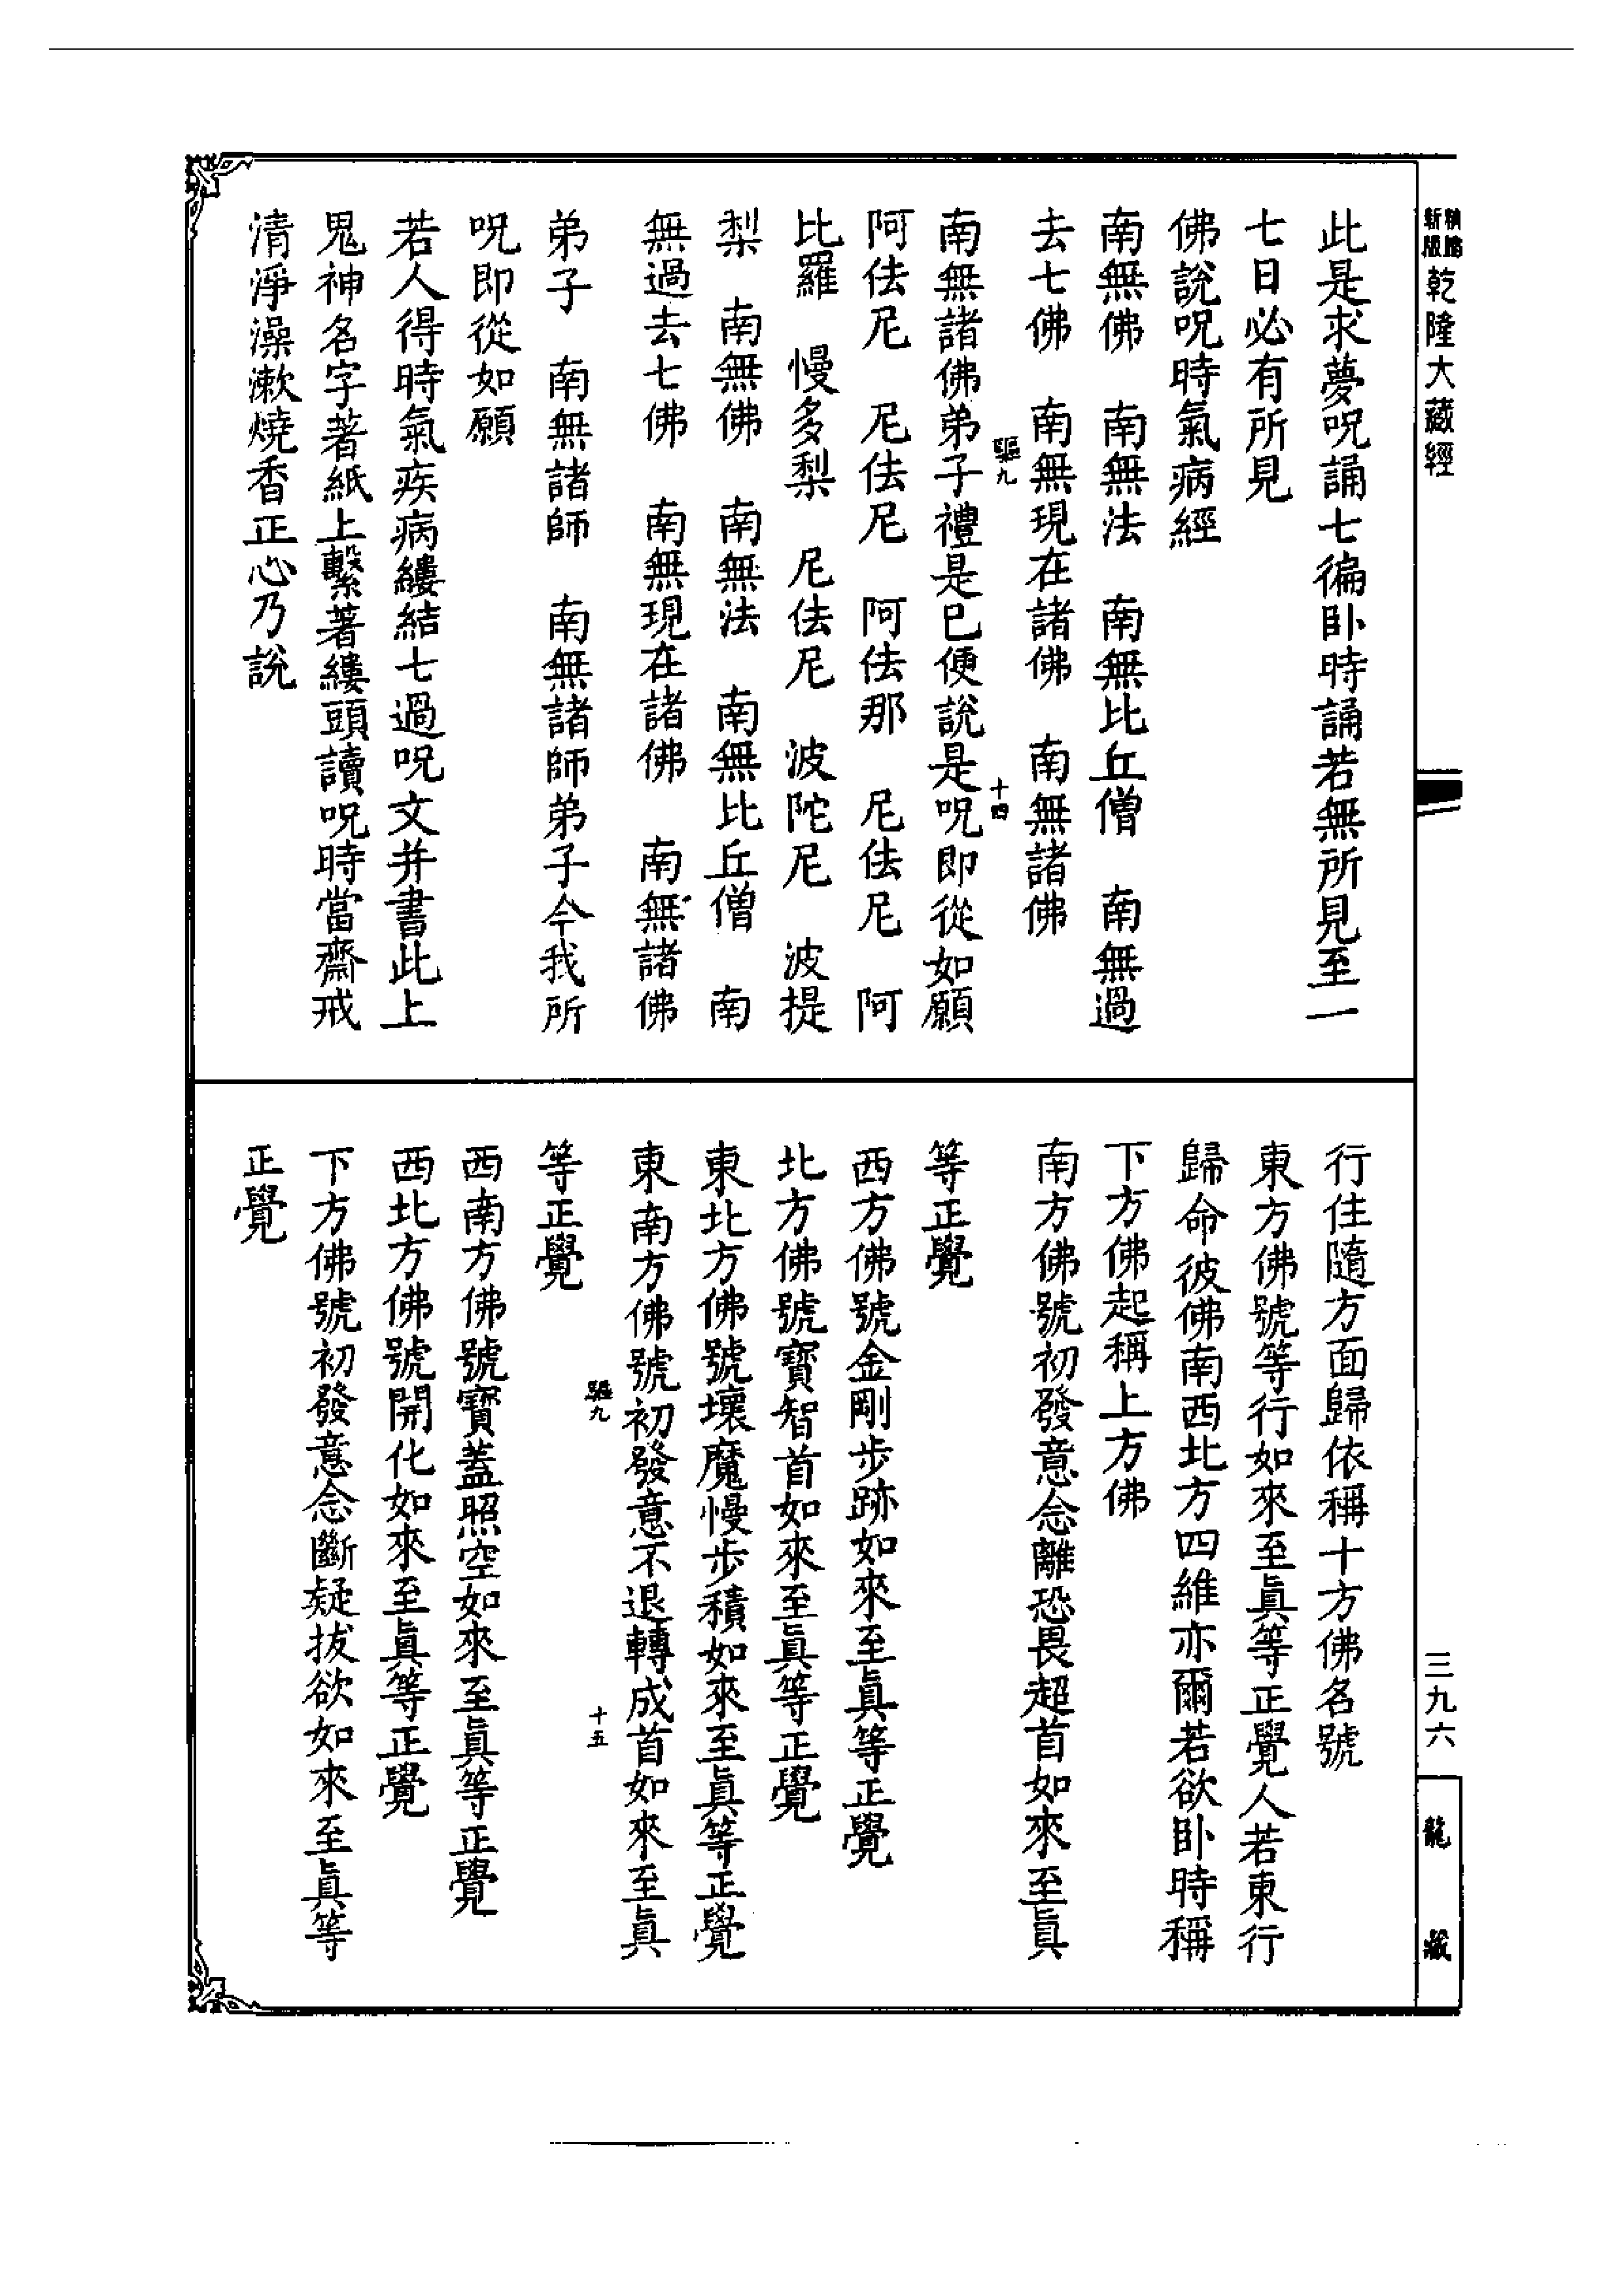 精縮
新版
乾隆大藏經
此是求夢呪誦七徧卧時誦若無所見至一
七日必有所見
佛說呪時氣病經
南無佛　南無法　南無比丘僧　南無過
去七佛　南無現在諸佛　南無諸佛
驅九
十四
南無諸佛弟子禮是已便說是呪即從如願
阿佉尼　尼佉尼　阿佉那　尼佉尼　阿
比羅　慢多梨　尼佉尼　波陀尼　波提
梨　南無佛　南無法　南無比丘僧　南
無過去七佛　南無現在諸佛　南無諸佛
弟子　南無諸師　南無諸師弟子今我所
呪即從如願
若人得時氣疾病縷結七過呪文并書此上
鬼神名字著紙上繫著縷頭讀呪時當齋戒
清淨澡漱燒香正心乃說
三九六
龍藏
行住隨方面歸依稱十方佛名號
東方佛號等行如來至眞等正覺人若東行
歸命彼佛南西北方四維亦爾若欲卧時稱
下方佛起稱上方佛
南方佛號初發意念離恐畏超首如來至眞
等正覺
西方佛號金剛步跡如來至眞等正覺
北方佛號寶智首如來至眞等正覺
東北方佛號壞魔慢步積如來至眞等正覺
東南方佛號初發意不退轉成首如來至眞
驅九
十五
等正覺
西南方佛號寶蓋照空如來至眞等正覺
西北方佛號開化如來至眞等正覺
下方佛號初發意念斷疑拔欲如來至眞等
正覺